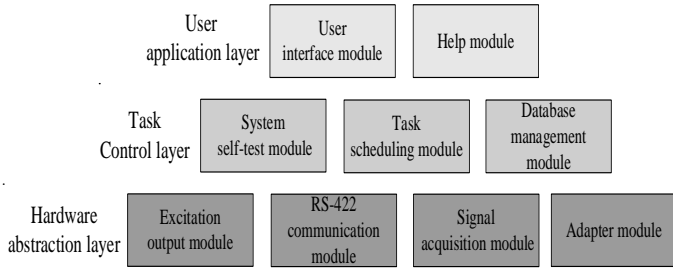 User
application layer
User
interface module
Help module
Task
Control layer
System
self-test module
Task
scheduling module
Database
management
module
Hardware
abstraction layer
Excitation
output module
RS-422
communication
module
Signal
acquisition module
Adapter module